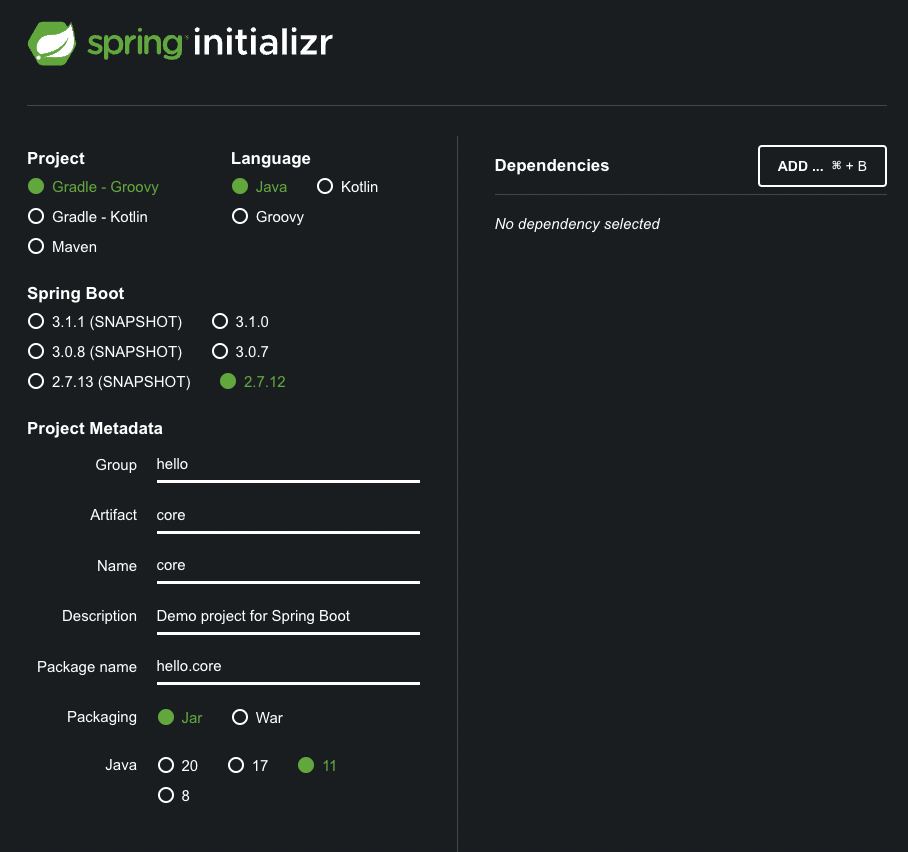 spring initializr
Project
Gradle - Groovy
Gradle - Kotlin
Maven
Language
Java Kotlin
Groovy
Spring Boot
3.1.1 (SNAPSHOT) 3.1.0
3.0.8 (SNAPSHOT) 3.0.7
2.7.13 (SNAPSHOT) 2.7.12
Project Metadata
Group hello
Artifact core
Name core
Description Demo project for Spring Boot
Package name hello.core
Packaging Jar War
Java 20 17 11
8
Dependencies
ADD ... ⌘ + B
No dependency selected